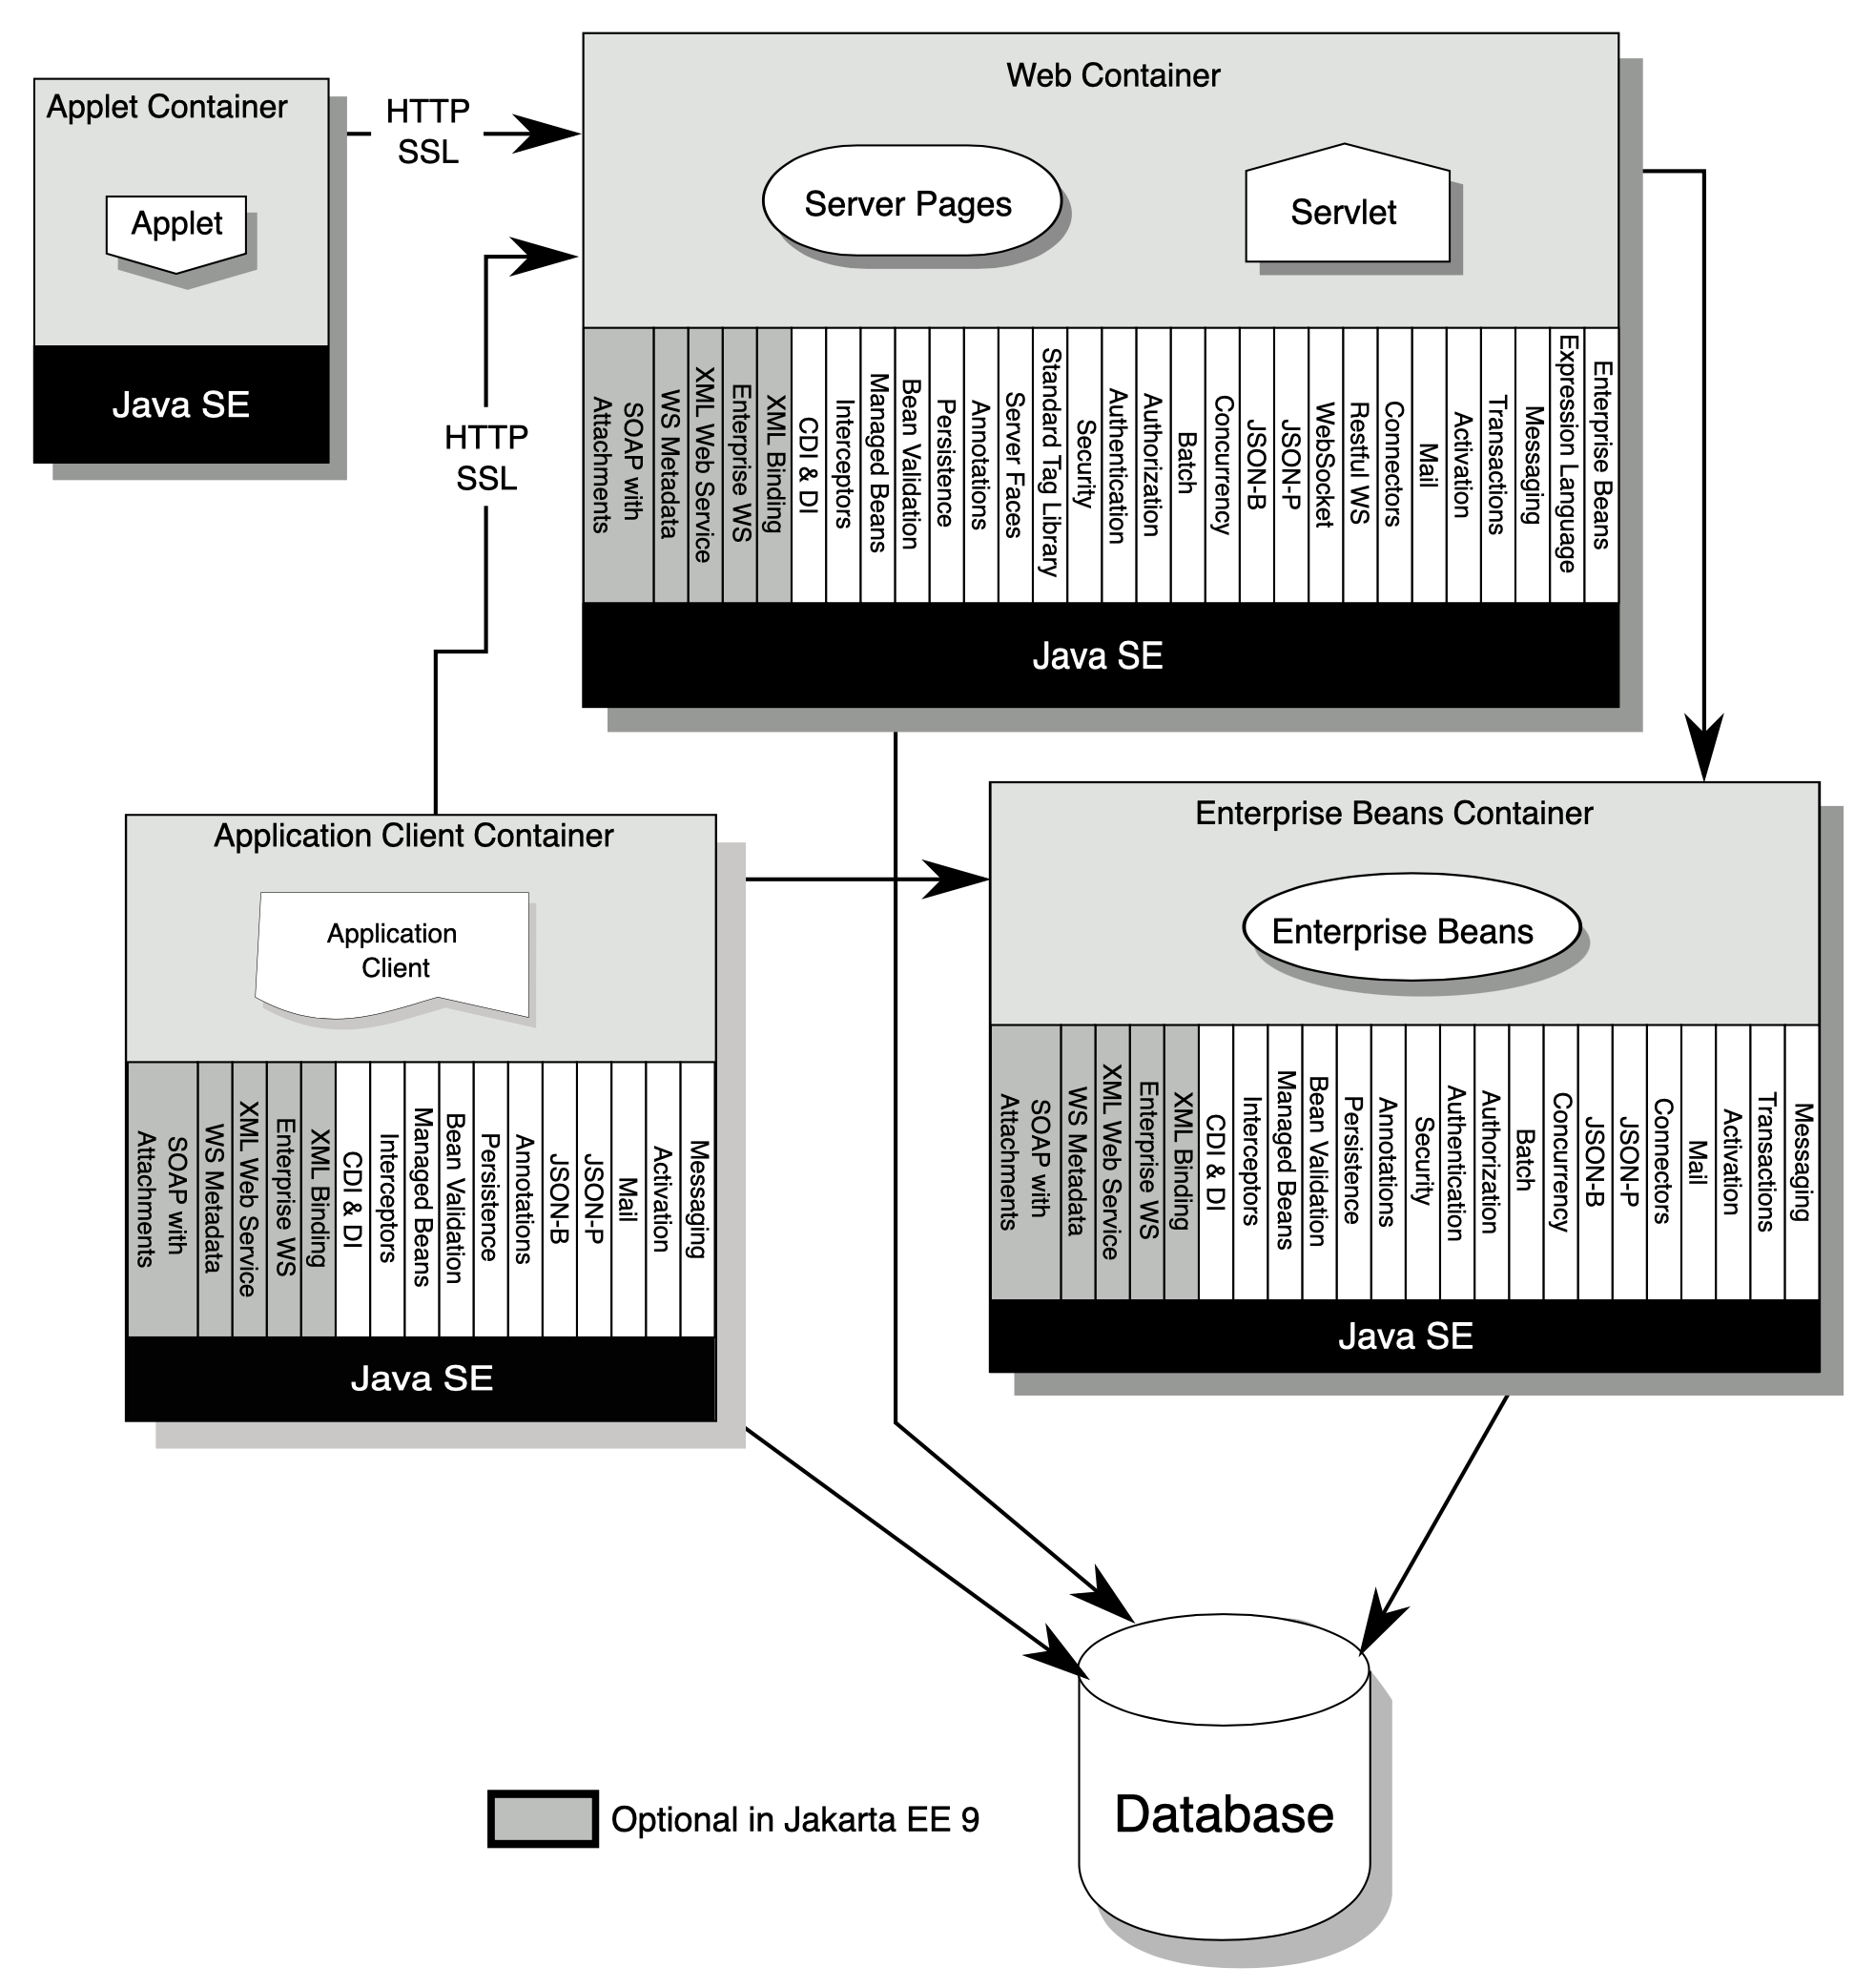 Applet Container
Applet
Java SE
HTTP
SSL
HTTP
SSL
Web Container
Server Pages
Servlet
SOAP with
Attachments
WS Metadata
XML Web Service
Enterprise WS
XML Binding
CDI & DI
Interceptors
Managed Beans
Bean Validation
Persistence
Annotations
Server Faces
Standard Tag Library
Security
Authentication
Authorization
Batch
Concurrency
JSON-B
JSON-P
WebSocket
Restful WS
Connectors
Mail
Activation
Transactions
Messaging
Expression Language
Enterprise Beans
Java SE
Application Client Container
Application
Client
SOAP with
Attachments
WS Metadata
XML Web Service
Enterprise WS
XML Binding
CDI & DI
Interceptors
Managed Beans
Bean Validation
Persistence
Annotations
JSON-B
JSON-P
Mail
Activation
Messaging
Java SE
Enterprise Beans Container
Enterprise Beans
SOAP with
Attachments
WS Metadata
XML Web Service
Enterprise WS
XML Binding
CDI & DI
Interceptors
Managed Beans
Bean Validation
Persistence
Annotations
Security
Authentication
Authorization
Batch
Concurrency
JSON-B
JSON-P
Connectors
Mail
Activation
Transactions
Messaging
Java SE
Optional in Jakarta EE 9
Database